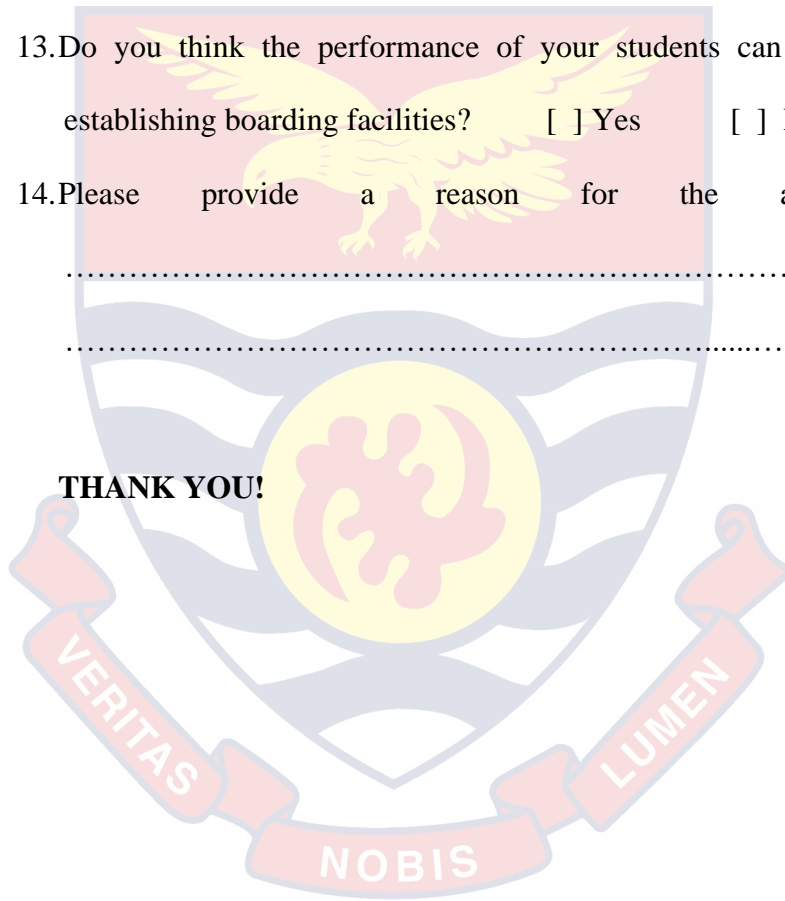 13.Do you think the performance of your students can
establishing boarding facilities? [ ] Yes [ ]
14.Please provide a reason for the
………………………………………………………………
………………………………………………………......….
THANK YOU!
VERITAS
NOBIS
LUMEN